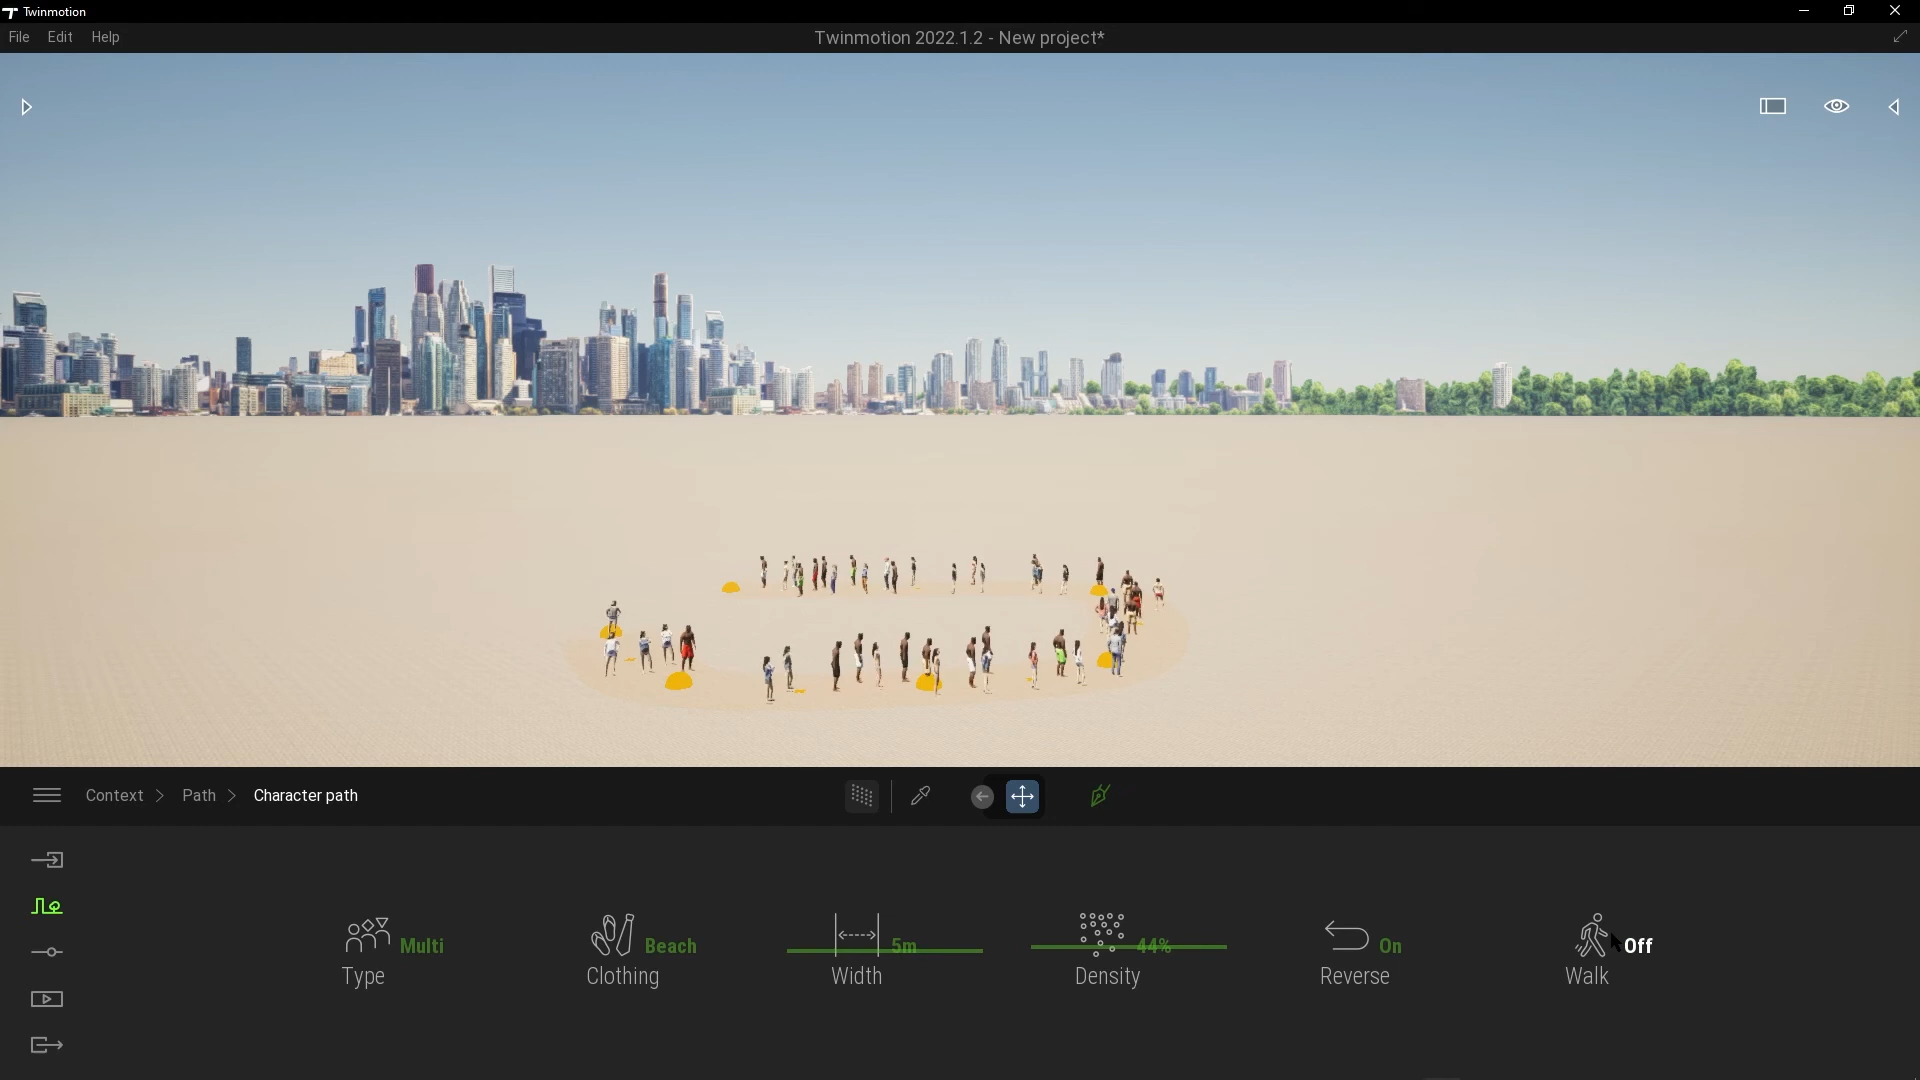 Twinmotion
File Edit Help
Twinmotion 2022.1.2 - New project*
Context Path Character path
Multi
Type
Beach
Clothing
5m
Width
44%
Density
On
Reverse
Off
Walk